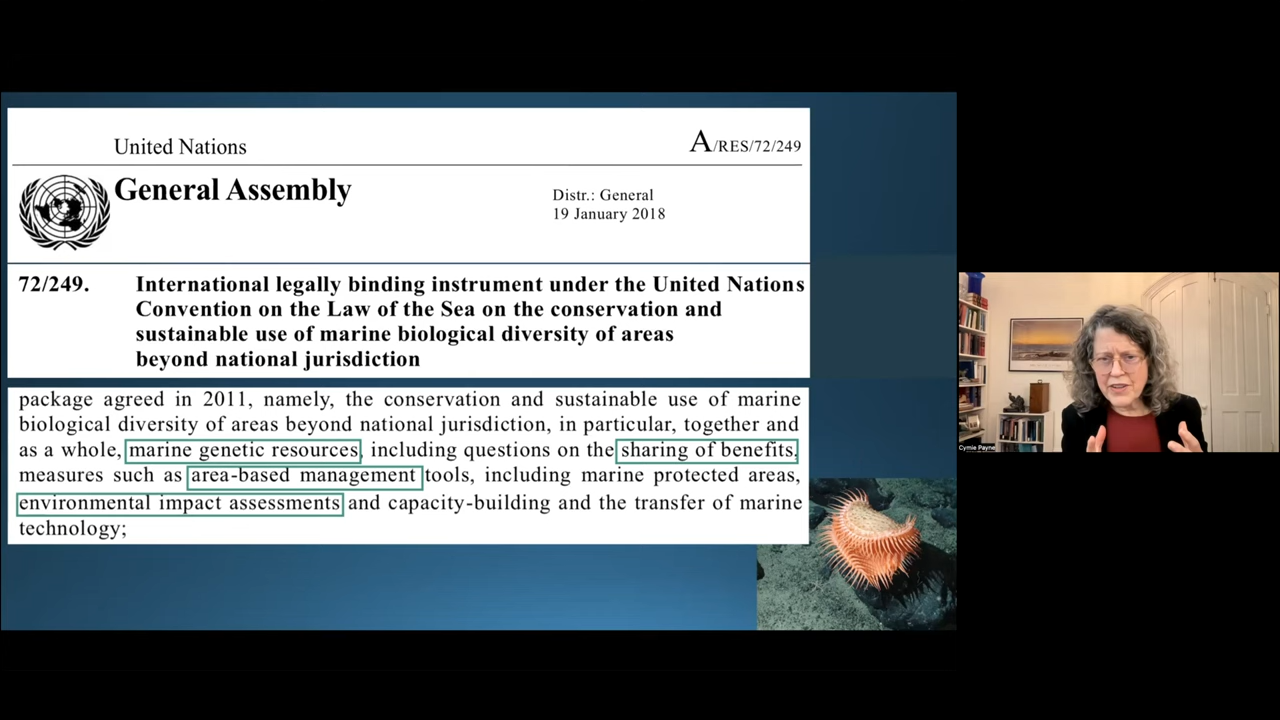 United Nations
A/RES/72/249
General Assembly
Distr.: General
19 January 2018
72/249. International legally binding instrument under the United Nations
Convention on the Law of the Sea on the conservation and
sustainable use of marine biological diversity of areas
beyond national jurisdiction
package agreed in 2011, namely, the conservation and sustainable use of marine
biological diversity of areas beyond national jurisdiction, in particular, together and
as a whole, marine genetic resources, including questions on the sharing of benefits,
measures such as area-based management tools, including marine protected areas,
environmental impact assessments and capacity-building and the transfer of marine
technology;
Cymie Payne